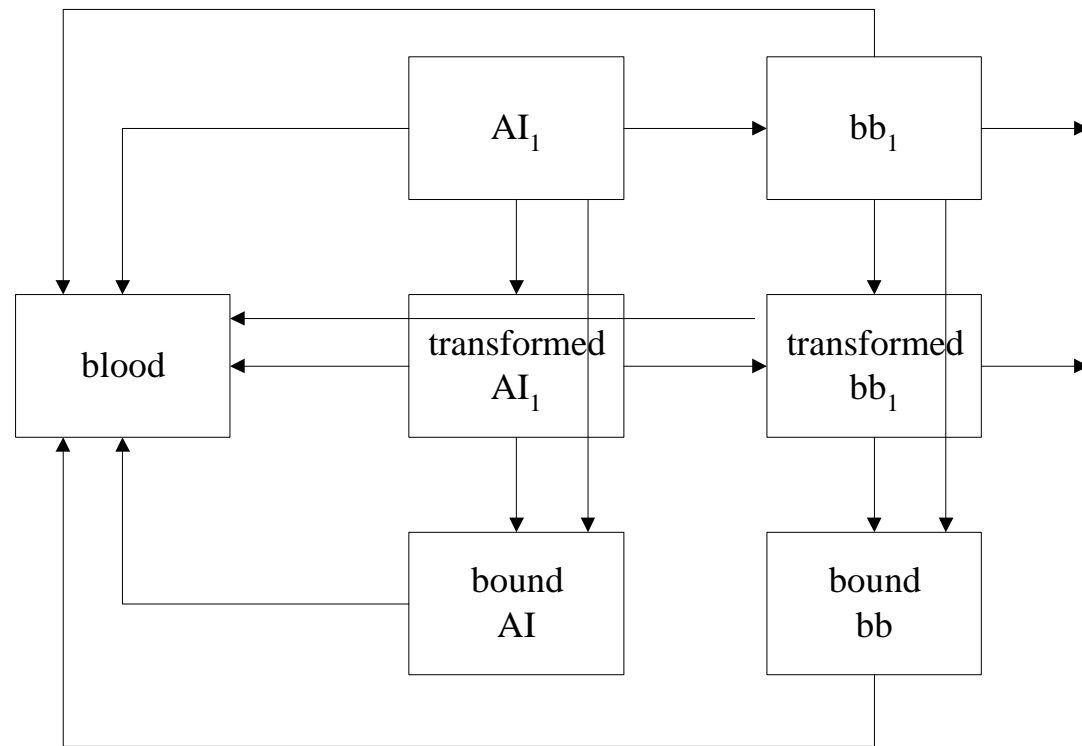 AI₁
bb₁
blood
transformed
AI₁
transformed
bb₁
bound
AI
bound
bb